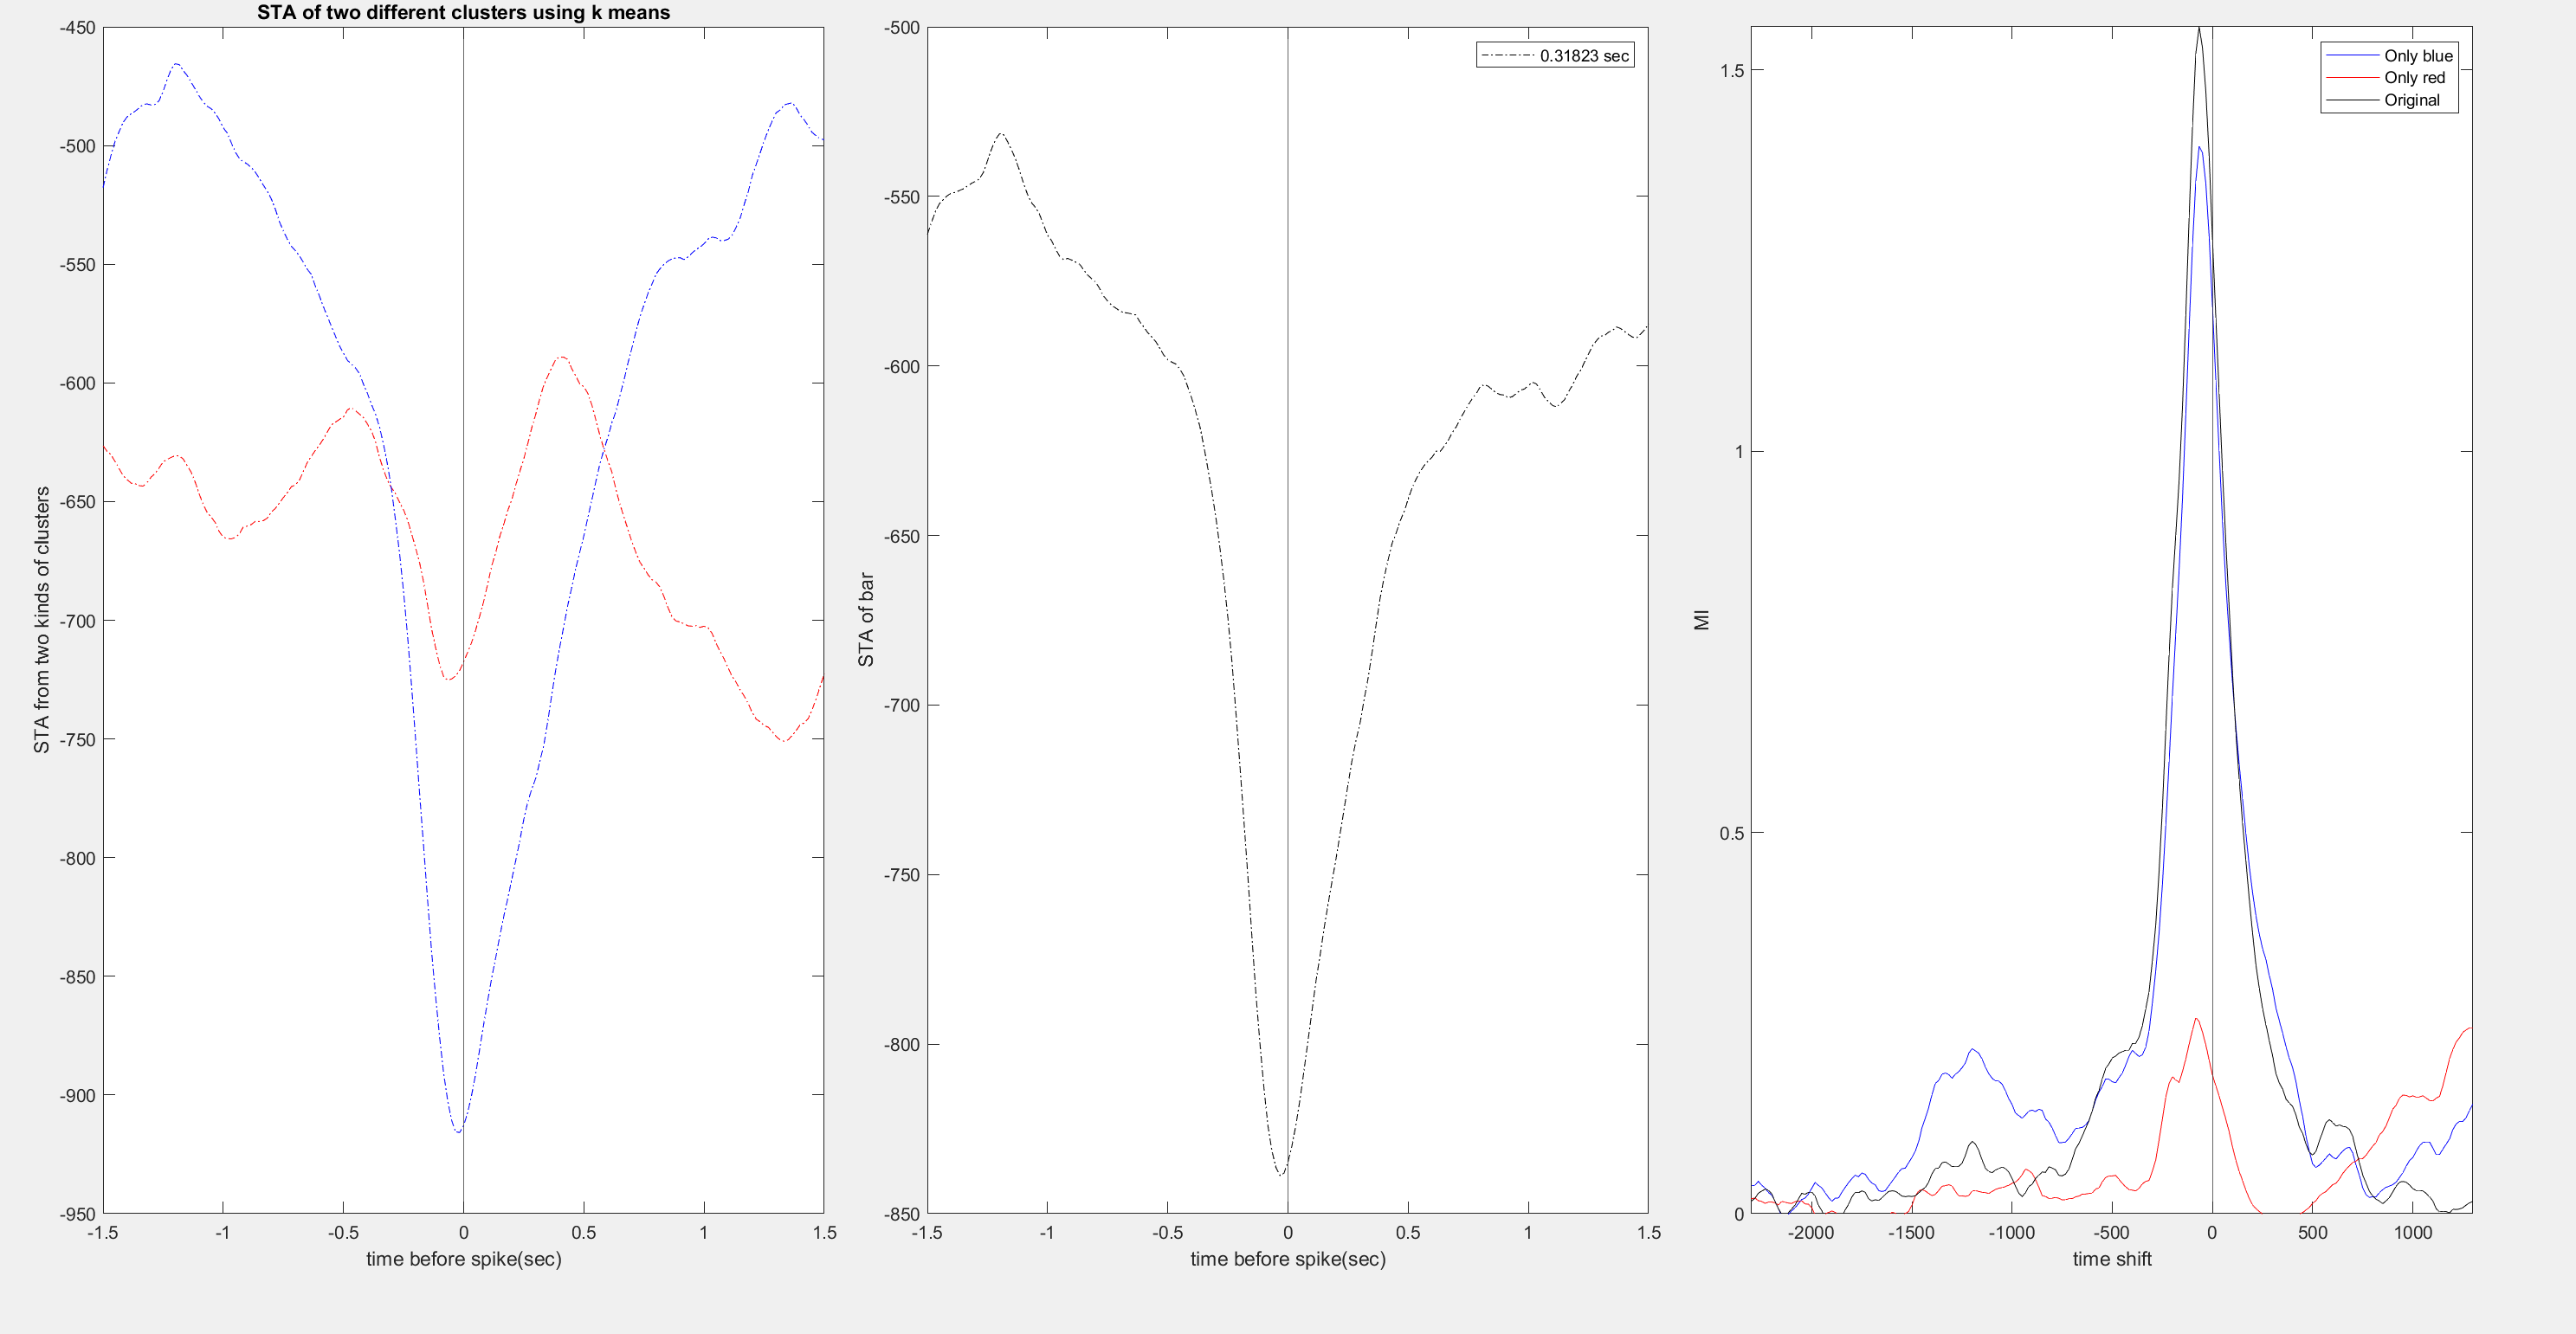 STA of two different clusters using k means
-450
-500
-550
-600
-650
-700
-750
-800
-850
-900
-950
STA from two kinds of clusters
-1.5 -1 -0.5 0 0.5 1 1.5
time before spike(sec)
0.31823 sec
-500
-550
-600
-650
-700
-750
-800
-850
STA of bar
-1.5 -1 -0.5 0 0.5 1 1.5
time before spike(sec)
Only blue
Only red
Original
1.5
1
0.5
0
MI
-2000 -1500 -1000 -500 0 500 1000
time shift